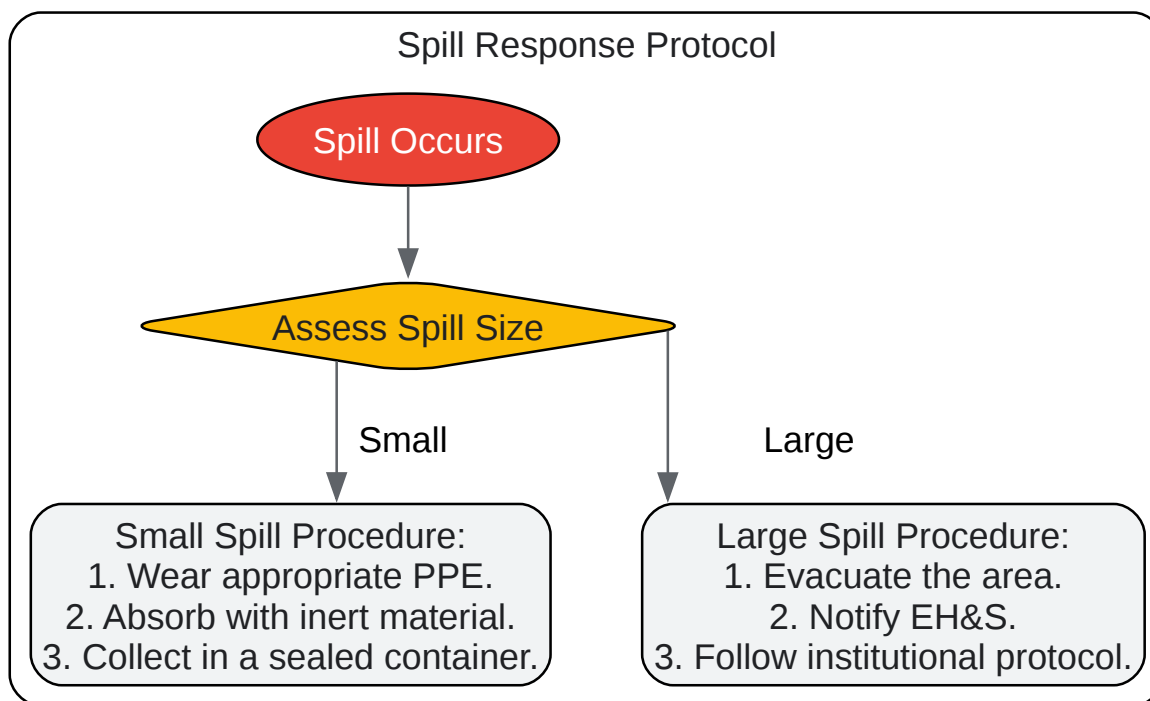 Spill Response Protocol
Spill Occurs
Assess Spill Size
Small
Large
Small Spill Procedure:
1. Wear appropriate PPE.
2. Absorb with inert material.
3. Collect in a sealed container.
Large Spill Procedure:
1. Evacuate the area.
2. Notify EH&S.
3. Follow institutional protocol.